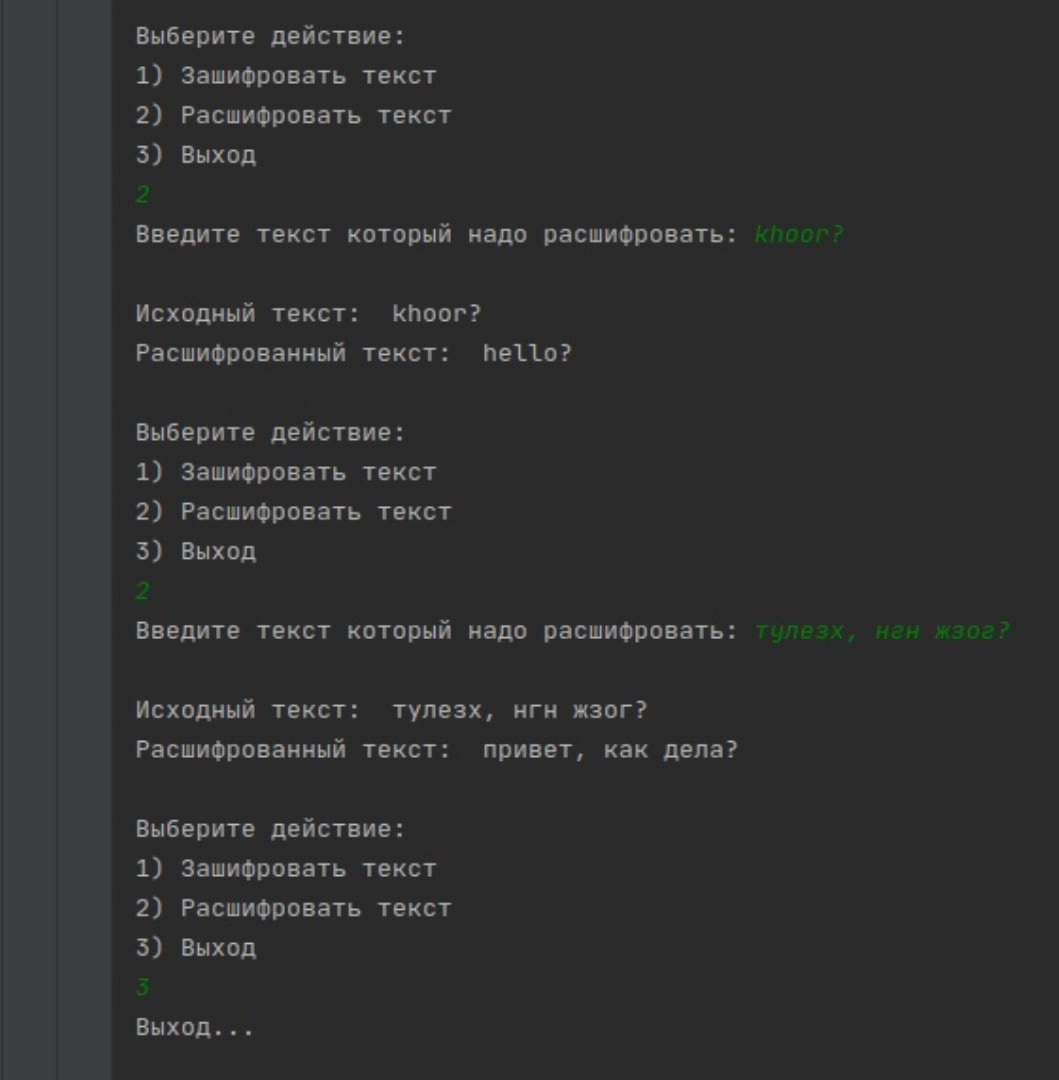 Выберите действие:
1) Зашифровать текст
2) Расшифровать текст
3) Выход
2
Введите текст который надо расшифровать: khoor?
Исходный текст:  khoor?
Расшифрованный текст:  hello?
Выберите действие:
1) Зашифровать текст
2) Расшифровать текст
3) Выход
2
Введите текст который надо расшифровать: тулезх, нгн жзог?
Исходный текст:  тулезх, нгн жзог?
Расшифрованный текст:  привет, как дела?
Выберите действие:
1) Зашифровать текст
2) Расшифровать текст
3) Выход
3
Выход...